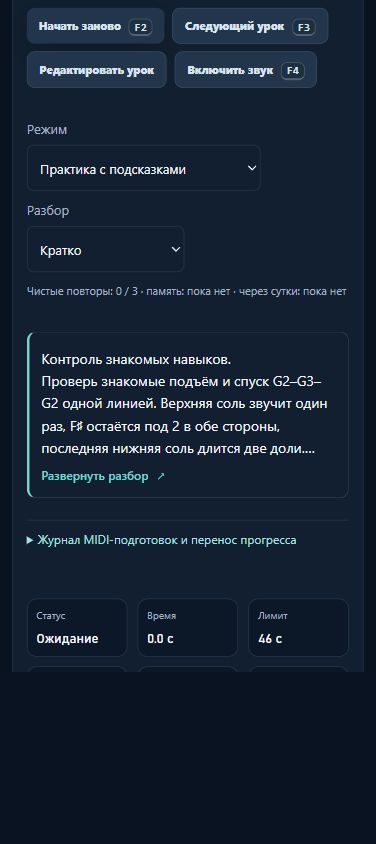 Начать заново F2
Следующий урок F3
Редактировать урок
Включить звук F4
Режим
Практика с подсказками
Разбор
Кратко
Чистые повторы: 0 / 3 · память: пока нет · через сутки: пока нет
Контроль знакомых навыков.
Проверь знакомые подъём и спуск G2–G3–
G2 одной линией. Верхняя соль звучит один
раз, F♯ остаётся под 2 в обе стороны,
последняя нижняя соль длится две доли....
Развернуть разбор ↗
▶ Журнал MIDI-подготовок и перенос прогресса
Статус
Ожидание
Время
0.0 с
Лимит
46 с